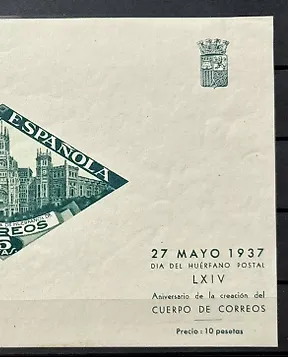 ESPAÑOLA
REOS
27 MAYO 1937
DIA DEL HUÉRFANO POSTAL
LXIV
Aniversario de la creación del
CUERPO DE CORREOS
Precio: 10 pesetas